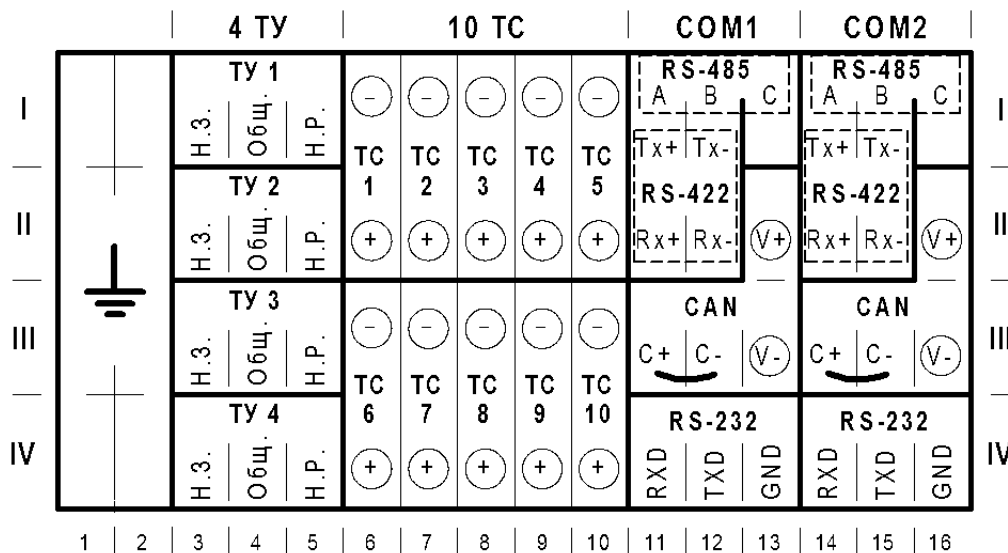 4 ТУ 10 ТС COM1 COM2
ТУ 1 RS-485 RS-485
I - - - - - A B C A B C I
Н.З. Общ. Н.Р. ТС ТС ТС ТС ТС Tx+ Tx- Tx+ Tx-
ТУ 2 1 2 3 4 5 RS-422 RS-422
II Н.З. Общ. Н.Р. + + + + + Rx+ Rx- V+ Rx+ Rx- V+ II
ТУ 3 - - - - - CAN CAN
III Н.З. Общ. Н.Р. C+ C- V- C+ C- V- III
ТС ТС ТС ТС ТС
ТУ 4 6 7 8 9 10 RS-232 RS-232
IV Н.З. Общ. Н.Р. + + + + + RXD TXD GND RXD TXD GND IV
1 2 3 4 5 6 7 8 9 10 11 12 13 14 15 16